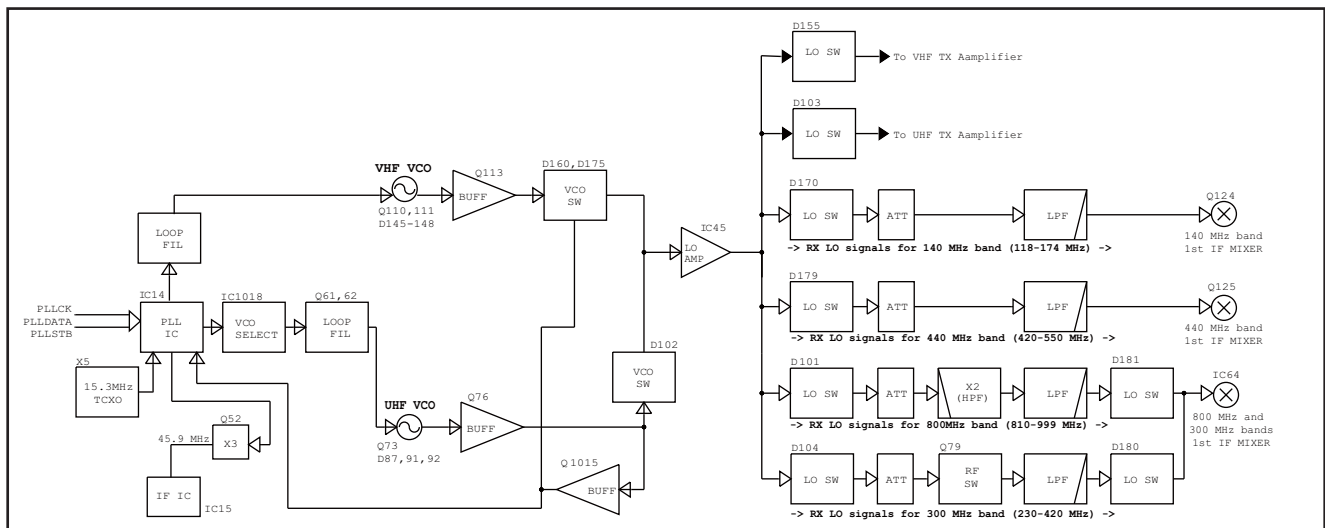 D155
LO SW
To VHF TX Aamplifier
D103
LO SW
To UHF TX Aamplifier
VHF VCO
Q110,111
D145-148
Q113
BUFF
D160,D175
VCO
SW
LOOP
FIL
IC45
LO
AMP
D170
LO SW
ATT
LPF
Q124
140 MHz band
1st IF MIXER
-> RX LO signals for 140 MHz band (118-174 MHz) ->
D179
LO SW
ATT
LPF
Q125
440 MHz band
1st IF MIXER
-> RX LO signals for 440 MHz band (420-550 MHz) ->
PLLCK
PLLDATA
PLLSTB
IC14
PLL
IC
IC1018
VCO
SELECT
Q61,62
LOOP
FIL
X5
15.3MHz
TCXO
D102
VCO
SW
UHF VCO
Q73
D87,91,92
Q76
BUFF
Q52
X3
45.9 MHz
IF IC
IC15
Q1015
BUFF
D101
LO SW
ATT
X2
(HPF)
LPF
D181
LO SW
IC64
800 MHz and
300 MHz bands
1st IF MIXER
-> RX LO signals for 800MHz band (810-999 MHz) ->
D104
LO SW
ATT
Q79
RF
SW
LPF
D180
LO SW
-> RX LO signals for 300 MHz band (230-420 MHz) ->